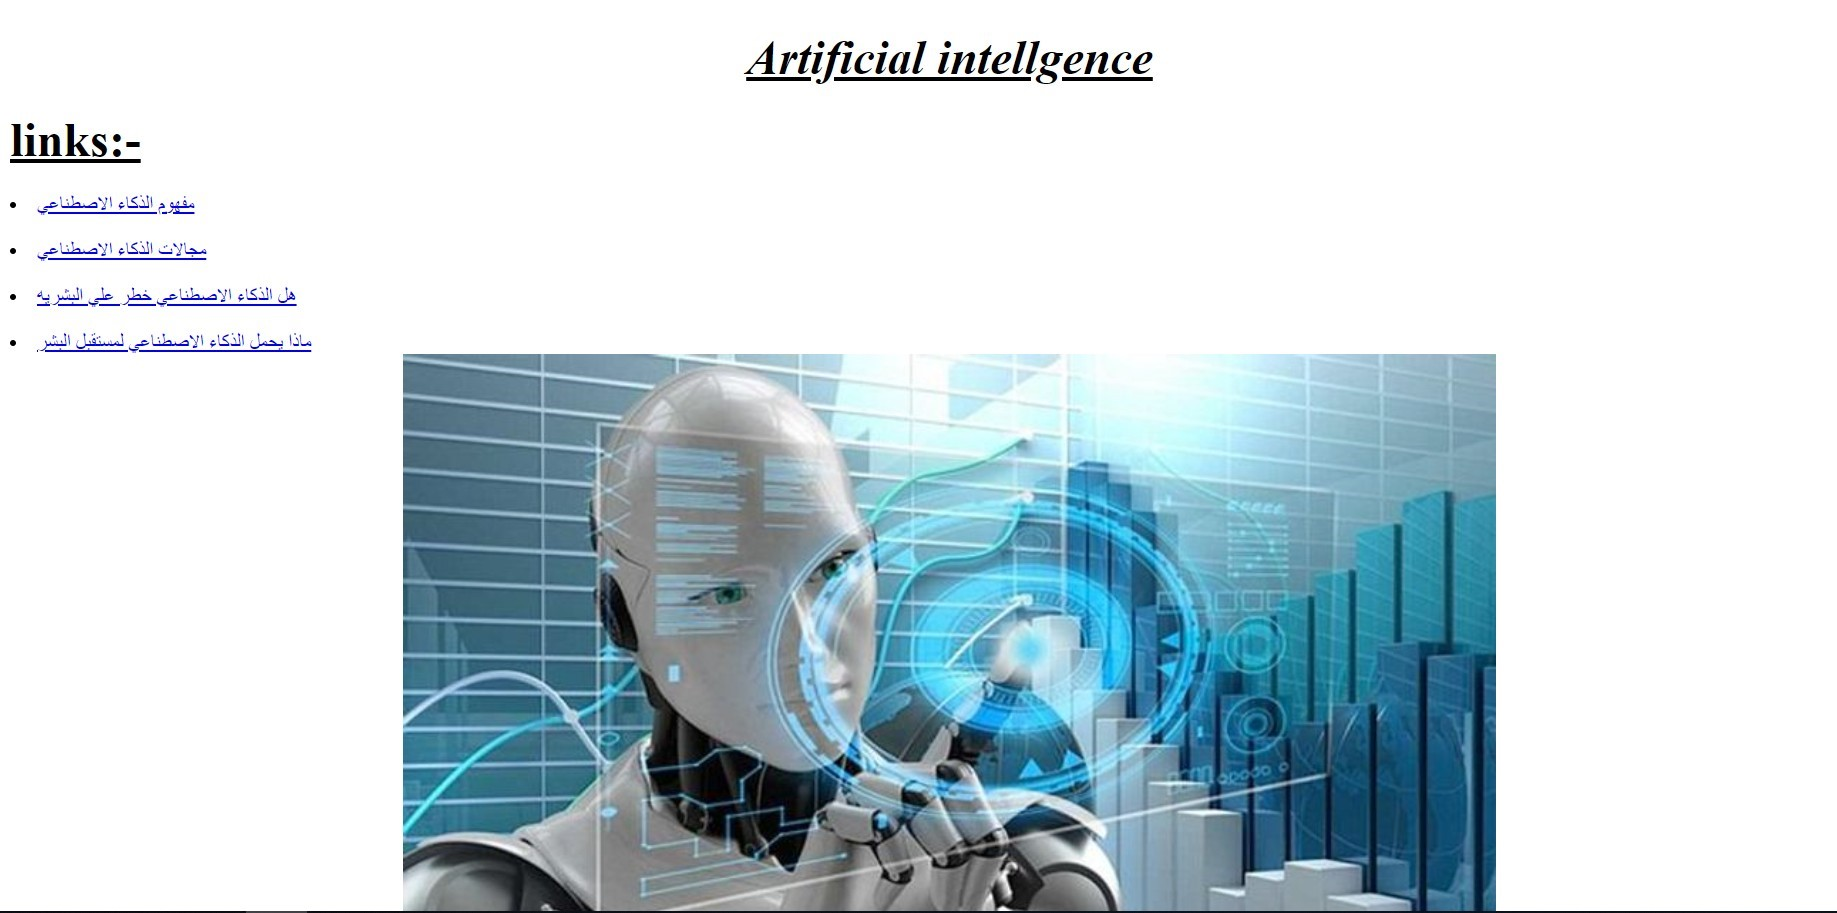 Artificial intellgence
links:-
مفهوم الذكاء الاصطناعي
مجالات الذكاء الاصطناعي
هل الذكاء الاصطناعي خطر علي البشريه
ماذا يحمل الذكاء الاصطناعي لمستقبل البشر